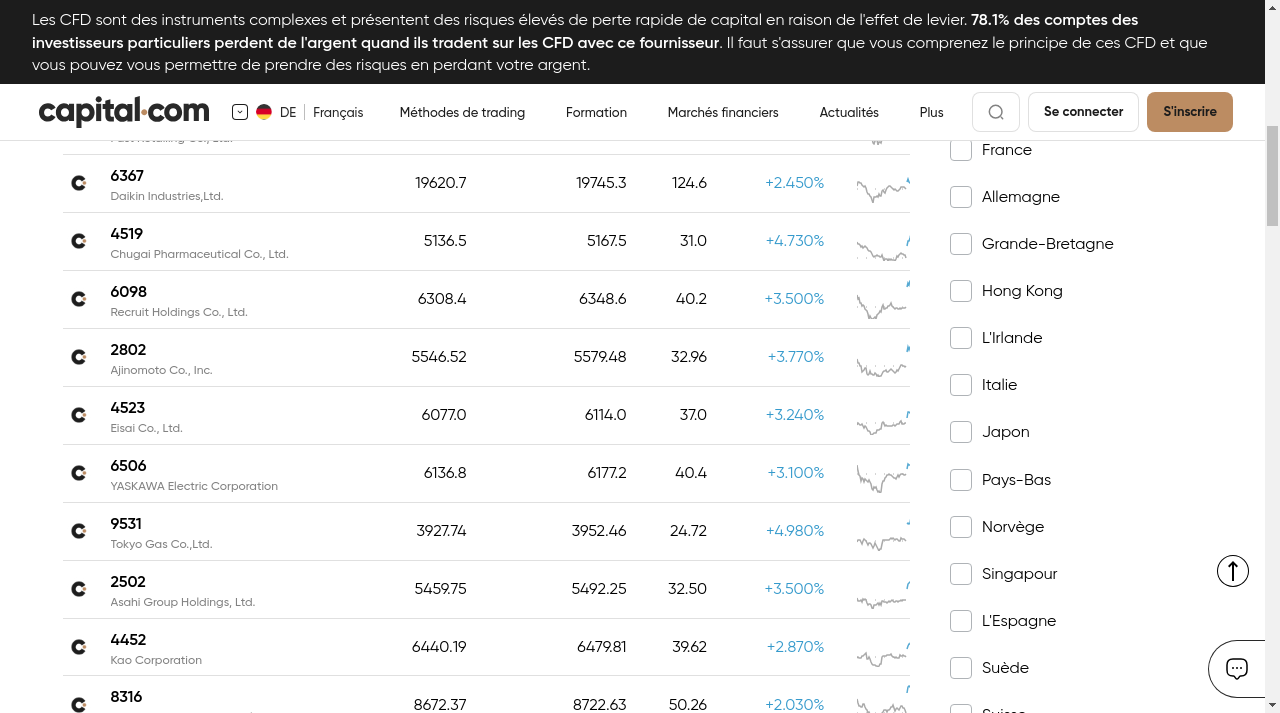 Les CFD sont des instruments complexes et présentent des risques élevés de perte rapide de capital en raison de l'effet de levier. 78.1% des comptes des
investisseurs particuliers perdent de l'argent quand ils tradent sur les CFD avec ce fournisseur. Il faut s'assurer que vous comprenez le principe de ces CFD et que
vous pouvez vous permettre de prendre des risques en perdant votre argent.
capital.com DE Français Méthodes de trading Formation Marchés financiers Actualités Plus Se connecter S'inscrire
6367 19620.7 19745.3 124.6 +2.450%
Daikin Industries,Ltd.
4519 5136.5 5167.5 31.0 +4.730%
Chugai Pharmaceutical Co., Ltd.
6098 6308.4 6348.6 40.2 +3.500%
Recruit Holdings Co., Ltd.
2802 5546.52 5579.48 32.96 +3.770%
Ajinomoto Co., Inc.
4523 6077.0 6114.0 37.0 +3.240%
Eisai Co., Ltd.
6506 6136.8 6177.2 40.4 +3.100%
YASKAWA Electric Corporation
9531 3927.74 3952.46 24.72 +4.980%
Tokyo Gas Co.,Ltd.
2502 5459.75 5492.25 32.50 +3.500%
Asahi Group Holdings, Ltd.
4452 6440.19 6479.81 39.62 +2.870%
Kao Corporation
8316 8672.37 8722.63 50.26 +2.030%
France
Allemagne
Grande-Bretagne
Hong Kong
L'Irlande
Italie
Japon
Pays-Bas
Norvège
Singapour
L'Espagne
Suède